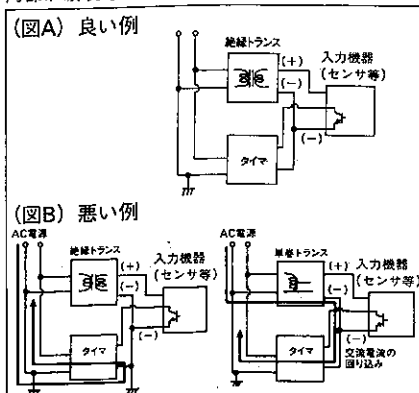 (図A) 良い例
絶縁トランス
(+)
(−)
入力機器
(センサ等)
タイマ
(−)
(図B) 悪い例
AC電源
絶縁トランス
(+)
(−)
入力機器
(センサ等)
タイマ
(−)
AC電源
単巻トランス
(+)
(−)
入力機器
(センサ等)
タイマ
(−)
交流電流の
回り込み